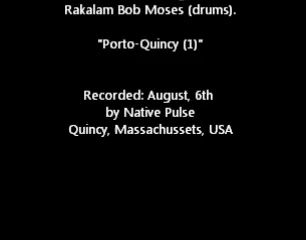 Rakalam Bob Moses (drums).
"Porto-Quincy (1)"
Recorded: August, 6th
by Native Pulse
Quincy, Massachussets, USA